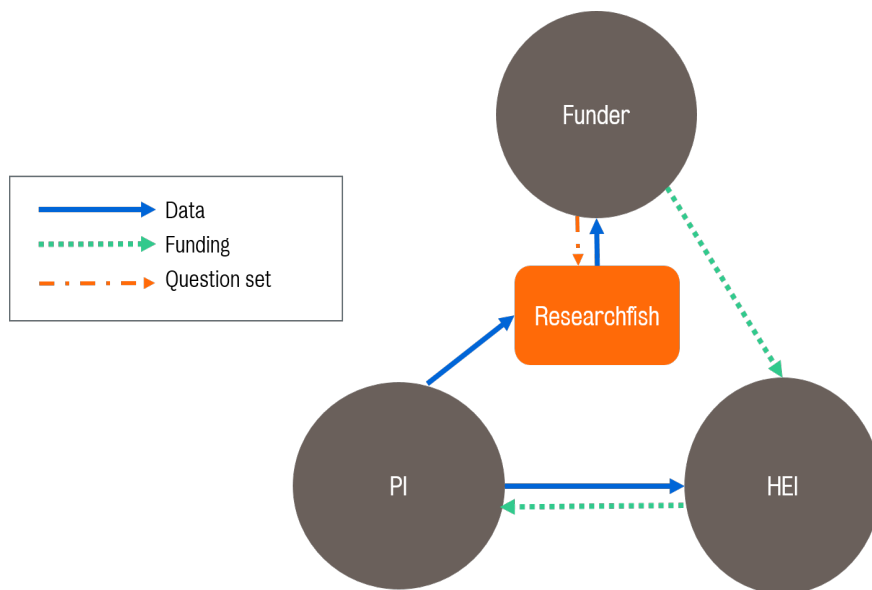 Funder
Data
Funding
Question set
Researchfish
PI
HEI